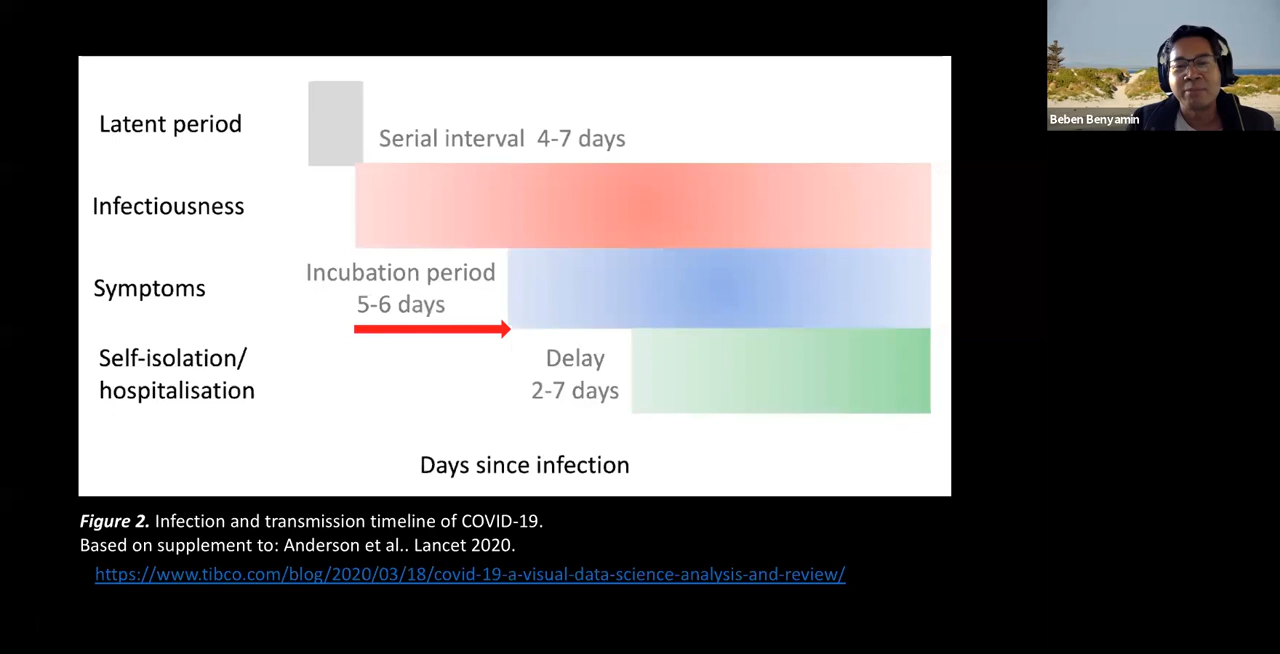 Beben Benyamin
Latent period
Serial interval 4-7 days
Infectiousness
Incubation period
5-6 days
Symptoms
Self-isolation/
hospitalisation
Delay
2-7 days
Days since infection
Figure 2. Infection and transmission timeline of COVID-19.
Based on supplement to: Anderson et al.. Lancet 2020.
https://www.tibco.com/blog/2020/03/18/covid-19-a-visual-data-science-analysis-and-review/